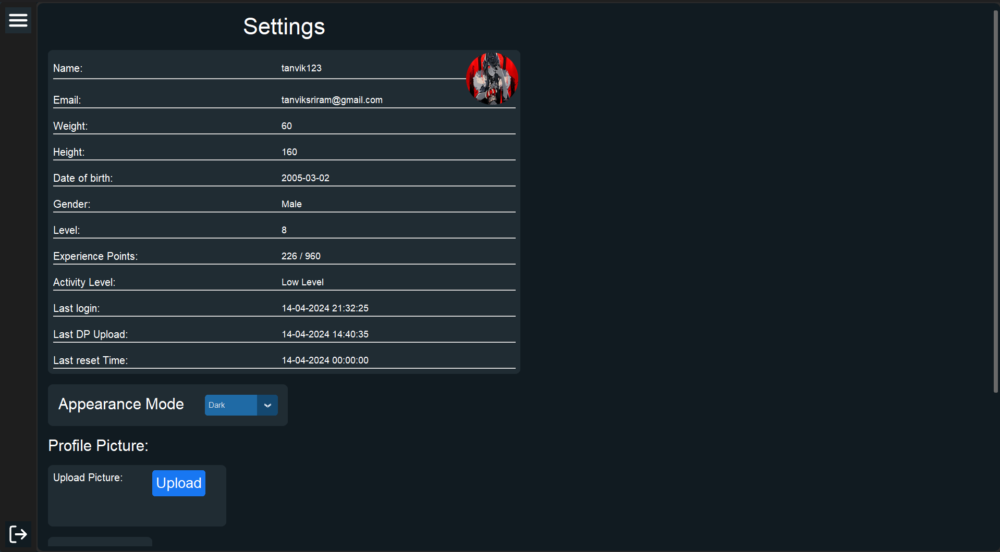 Settings
Name: tanvik123
Email: tanviksriram@gmail.com
Weight: 60
Height: 160
Date of birth: 2005-03-02
Gender: Male
Level: 8
Experience Points: 226 / 960
Activity Level: Low Level
Last login: 14-04-2024 21:32:25
Last DP Upload: 14-04-2024 14:40:35
Last reset Time: 14-04-2024 00:00:00
Appearance Mode Dark
Profile Picture:
Upload Picture: Upload